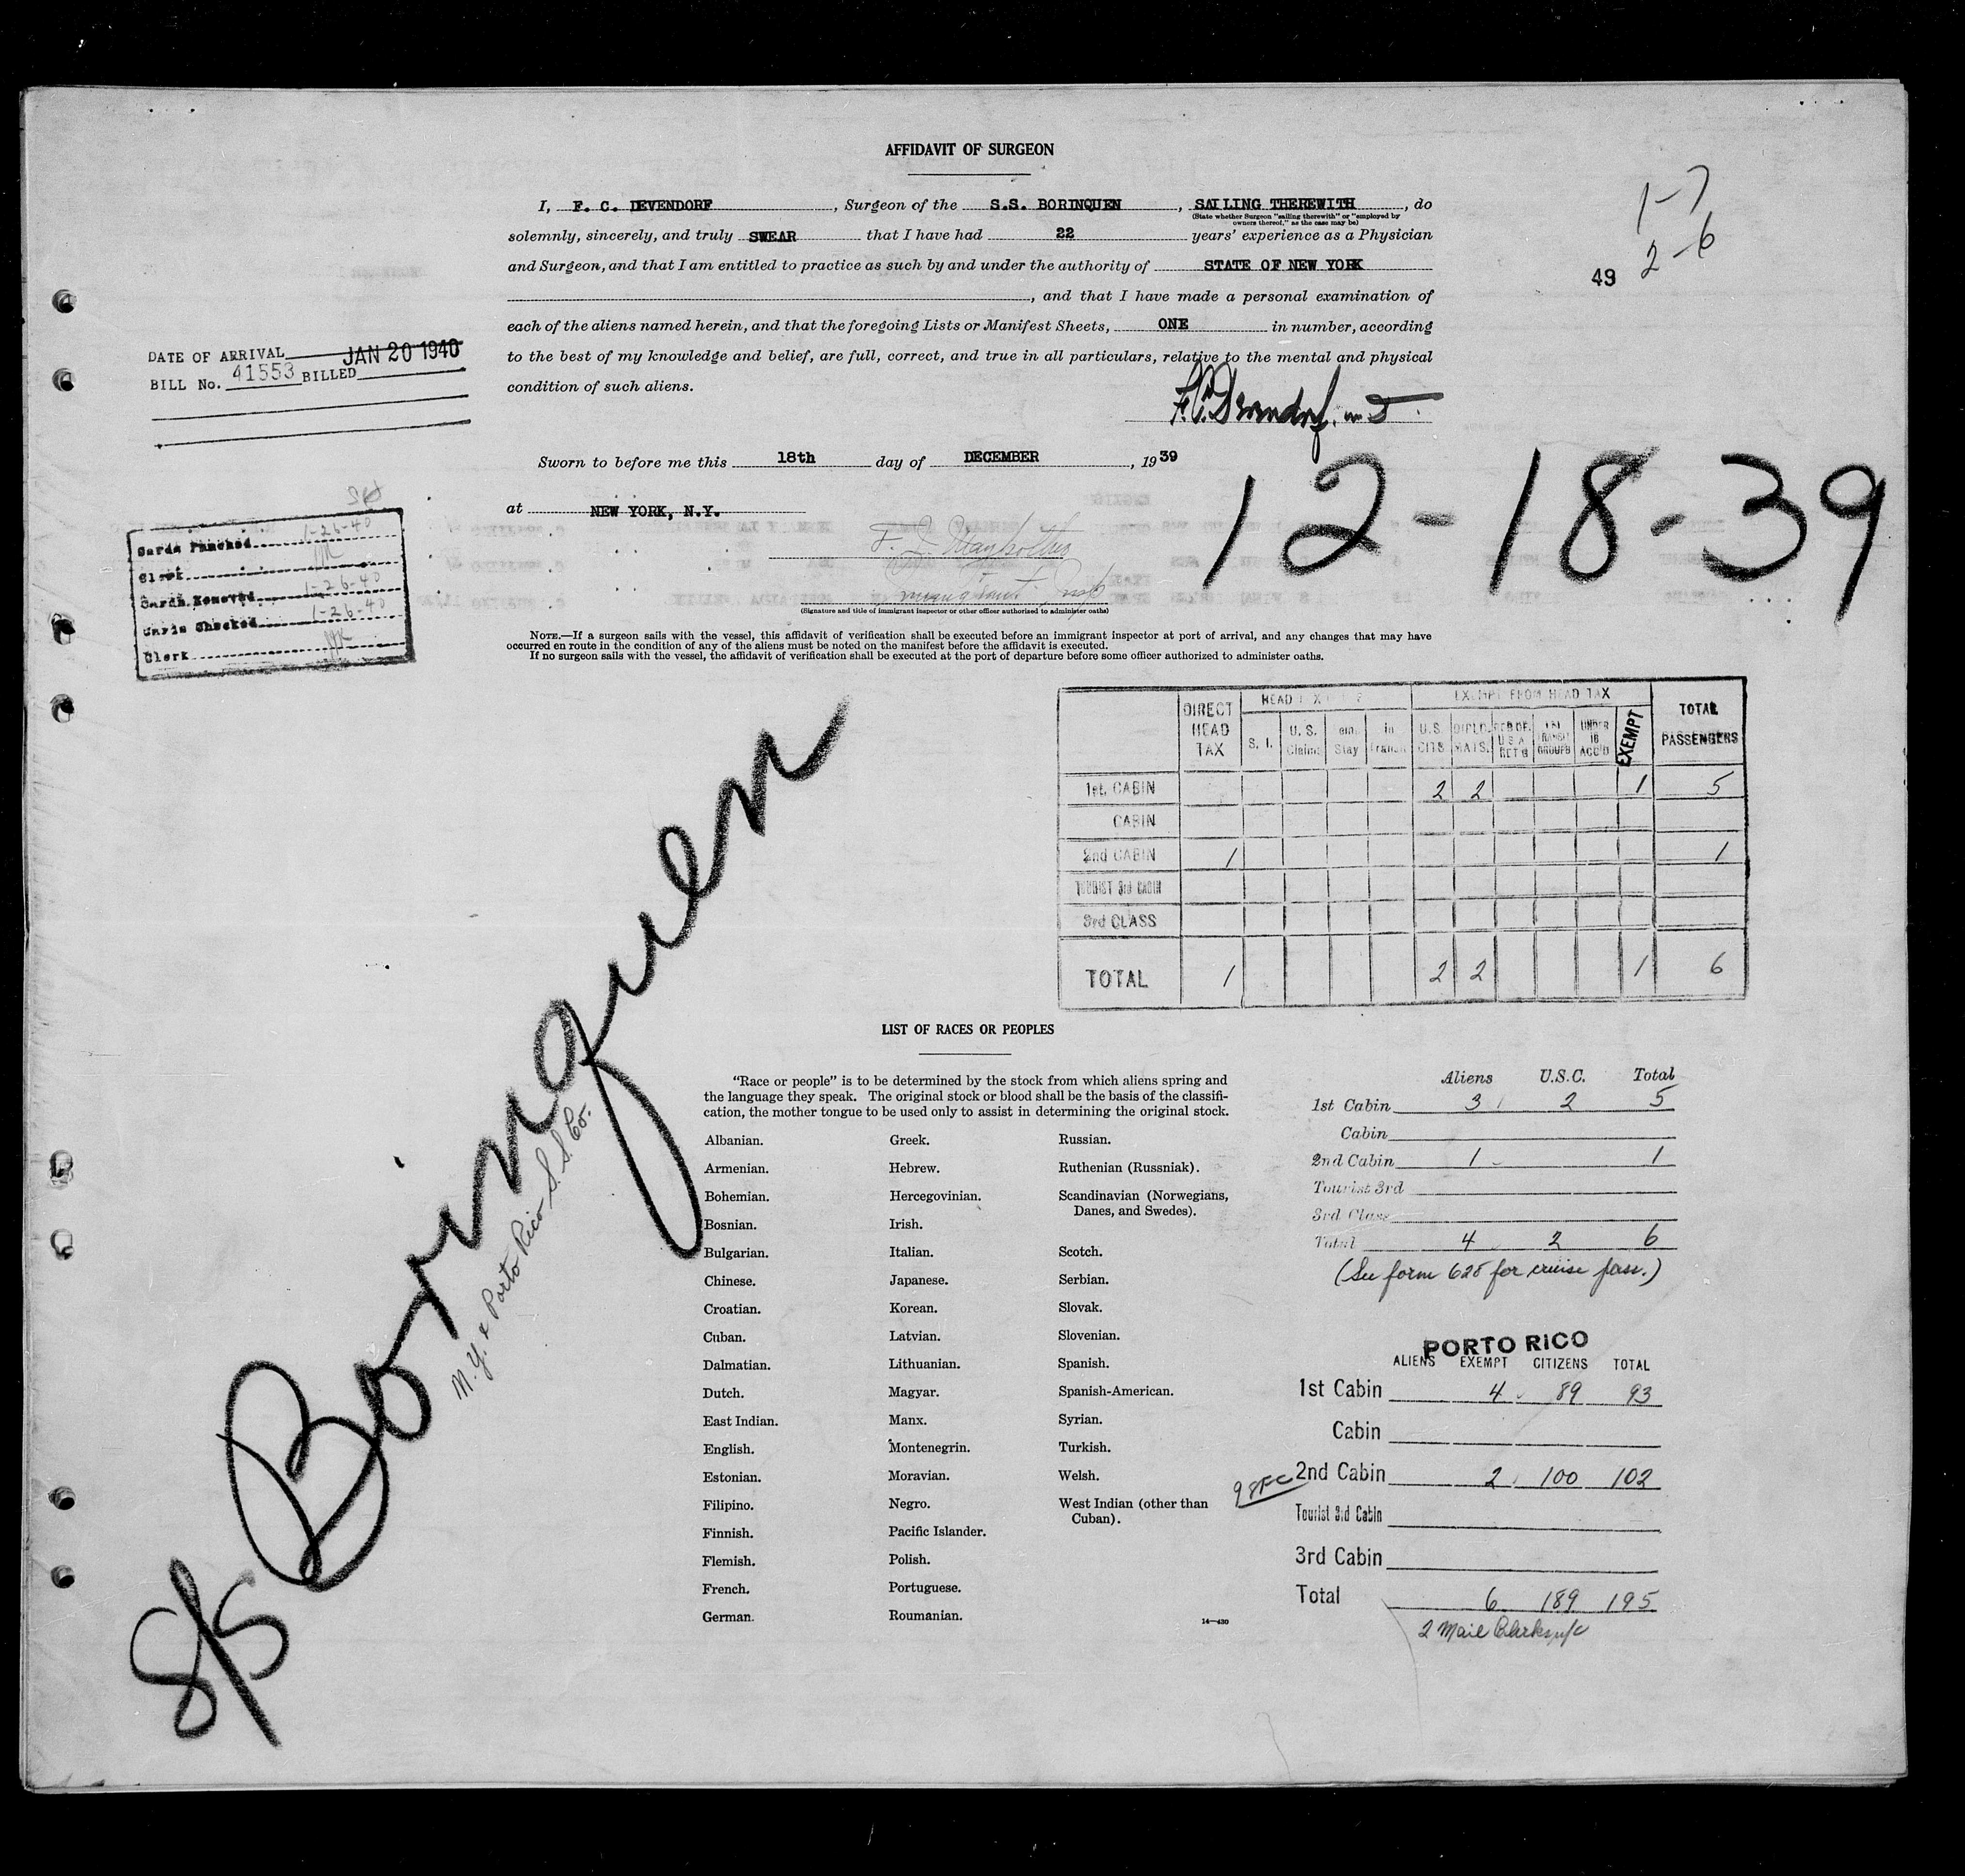 AFFIDAVIT OF SURGEON
I, F. C. DEVENDORF, Surgeon of the S.S. BORINQUEN, SAILING THEREWITH, do
(State whether Surgeon "sailing therewith" or "employed by
owners thereof," as the case may be)
solemnly, sincerely, and truly SWEAR that I have had 22 years' experience as a Physician
and Surgeon, and that I am entitled to practice as such by and under the authority of STATE OF NEW YORK
, and that I have made a personal examination of
each of the aliens named herein, and that the foregoing Lists or Manifest Sheets, ONE in number, according
to the best of my knowledge and belief, are full, correct, and true in all particulars, relative to the mental and physical
condition of such aliens.
1-7
2-6
49
DATE OF ARRIVAL JAN 20 1940
BILL No. 41553 BILLED
Sworn to before me this 18th day of DECEMBER, 1939
at NEW YORK, N.Y.
12-18-39
(Signature and title of immigrant inspector or other officer authorized to administer oaths)
Cards Punched 1-26-40
Clerk
Cards Removed 1-26-40
Cards Checked 1-26-40
Clerk
NOTE.—If a surgeon sails with the vessel, this affidavit of verification shall be executed before an immigrant inspector at port of arrival, and any changes that may have
occurred en route in the condition of any of the aliens must be noted on the manifest before the affidavit is executed.
If no surgeon sails with the vessel, the affidavit of verification shall be executed at the port of departure before some officer authorized to administer oaths.
S/S Borinquen
N.Y. & Porto Rico S.S. Co.
DIRECT HEAD TAX
HEAD TAX
S. I.
U. S. Claims
Stay
in Transit
EXEMPT FROM HEAD TAX
U.S. CITS
DIPLOMATS.
UNDER 16 ACC'D
EXEMPT
TOTAL PASSENGERS
1st. CABIN 2 2 1 5
CABIN
2nd CABIN 1 1
TOURIST 3rd CABIN
3rd CLASS
TOTAL 1 2 2 1 6
LIST OF RACES OR PEOPLES
"Race or people" is to be determined by the stock from which aliens spring and
the language they speak. The original stock or blood shall be the basis of the classifi-
cation, the mother tongue to be used only to assist in determining the original stock.
Albanian.
Armenian.
Bohemian.
Bosnian.
Bulgarian.
Chinese.
Croatian.
Cuban.
Dalmatian.
Dutch.
East Indian.
English.
Estonian.
Filipino.
Finnish.
Flemish.
French.
German.
Greek.
Hebrew.
Hercegovinian.
Irish.
Italian.
Japanese.
Korean.
Latvian.
Lithuanian.
Magyar.
Manx.
Montenegrin.
Moravian.
Negro.
Pacific Islander.
Polish.
Portuguese.
Roumanian.
Russian.
Ruthenian (Russniak).
Scandinavian (Norwegians,
Danes, and Swedes).
Scotch.
Serbian.
Slovak.
Slovenian.
Spanish.
Spanish-American.
Syrian.
Turkish.
Welsh.
West Indian (other than
Cuban).
14—430
Aliens U.S.C. Total
1st Cabin 3 2 5
Cabin
2nd Cabin 1 1
Tourist 3rd
3rd Class
Total 4 2 6
(See form 628 for cruise pass.)
PORTO RICO
ALIENS EXEMPT CITIZENS TOTAL
1st Cabin 4 89 93
Cabin
2nd Cabin 2 100 102
Tourist 3rd Cabin
3rd Cabin
Total 6 189 195
2 Mail Clerks